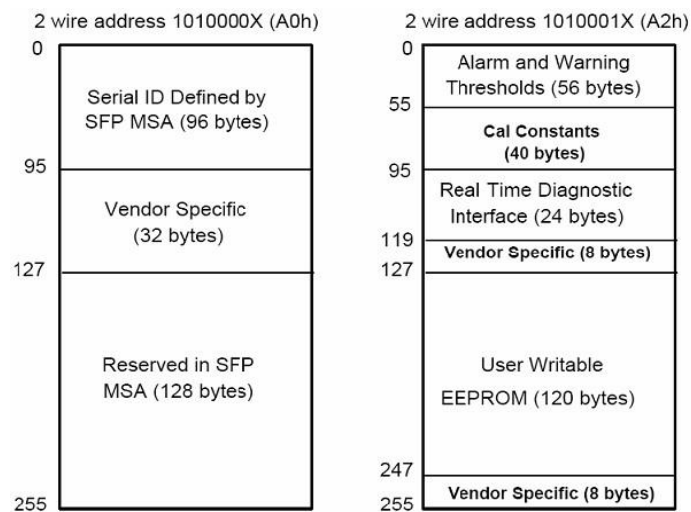 2 wire address 1010000X (A0h)
0
Serial ID Defined by
SFP MSA (96 bytes)
95
Vendor Specific
(32 bytes)
127
Reserved in SFP
MSA (128 bytes)
255
2 wire address 1010001X (A2h)
0
Alarm and Warning
Thresholds (56 bytes)
55
Cal Constants
(40 bytes)
95
Real Time Diagnostic
Interface (24 bytes)
119
Vendor Specific (8 bytes)
127
User Writable
EEPROM (120 bytes)
247
Vendor Specific (8 bytes)
255